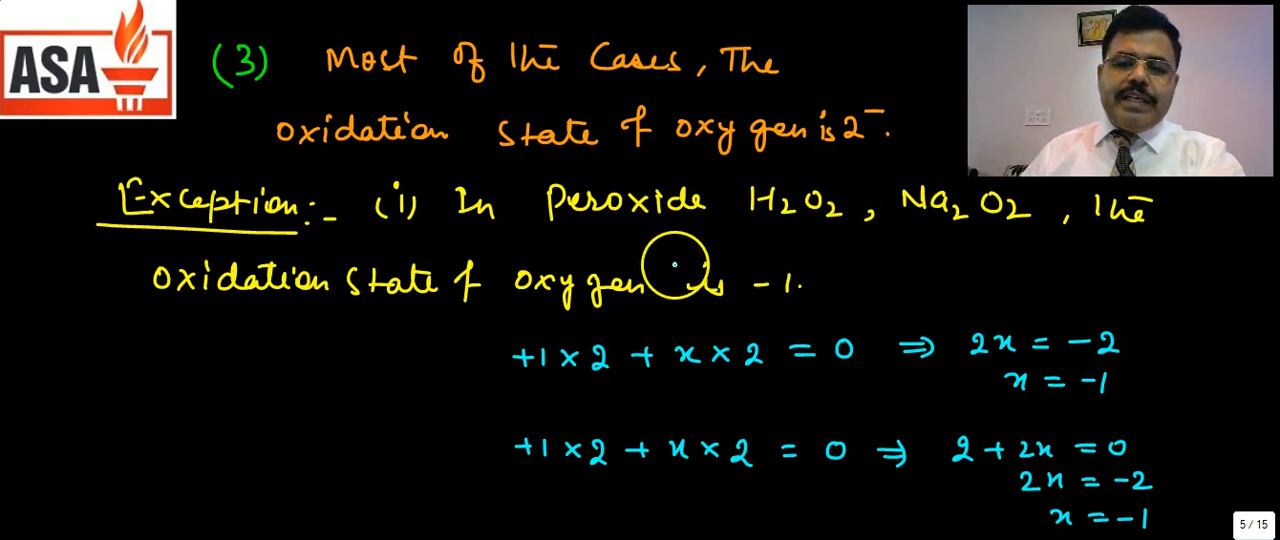 ASA
(3) Most of the Cases, The
oxidation state of oxygen is 2⁻.
Exception:- (i) In Peroxide H₂O₂, Na₂O₂, the
oxidation state of oxygen is -1.
+1 × 2 + x × 2 = 0 ⇒ 2x = -2
x = -1
+1 × 2 + x × 2 = 0 ⇒ 2 + 2x = 0
2x = -2
x = -1
5 / 15